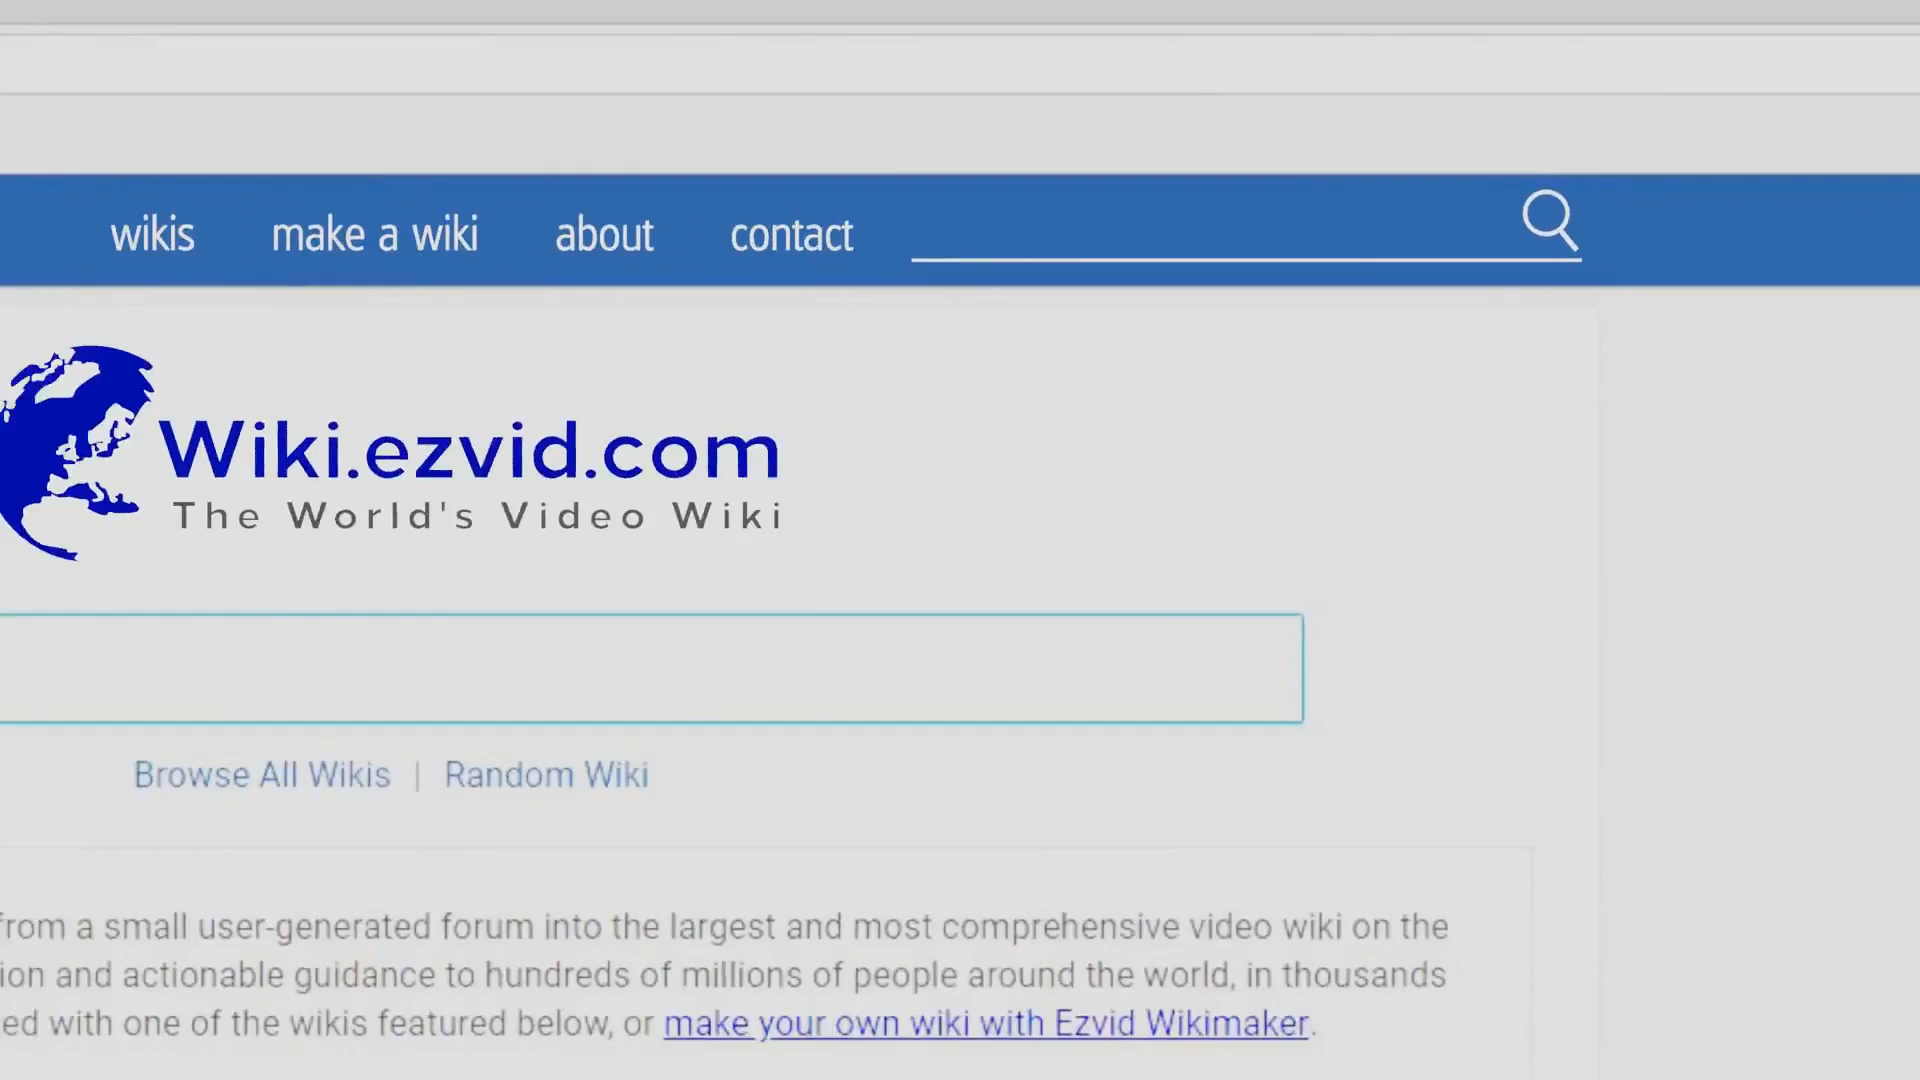 wikis make a wiki about contact
Wiki.ezvid.com
The World's Video Wiki
Browse All Wikis | Random Wiki
from a small user-generated forum into the largest and most comprehensive video wiki on the
ion and actionable guidance to hundreds of millions of people around the world, in thousands
ed with one of the wikis featured below, or make your own wiki with Ezvid Wikimaker.